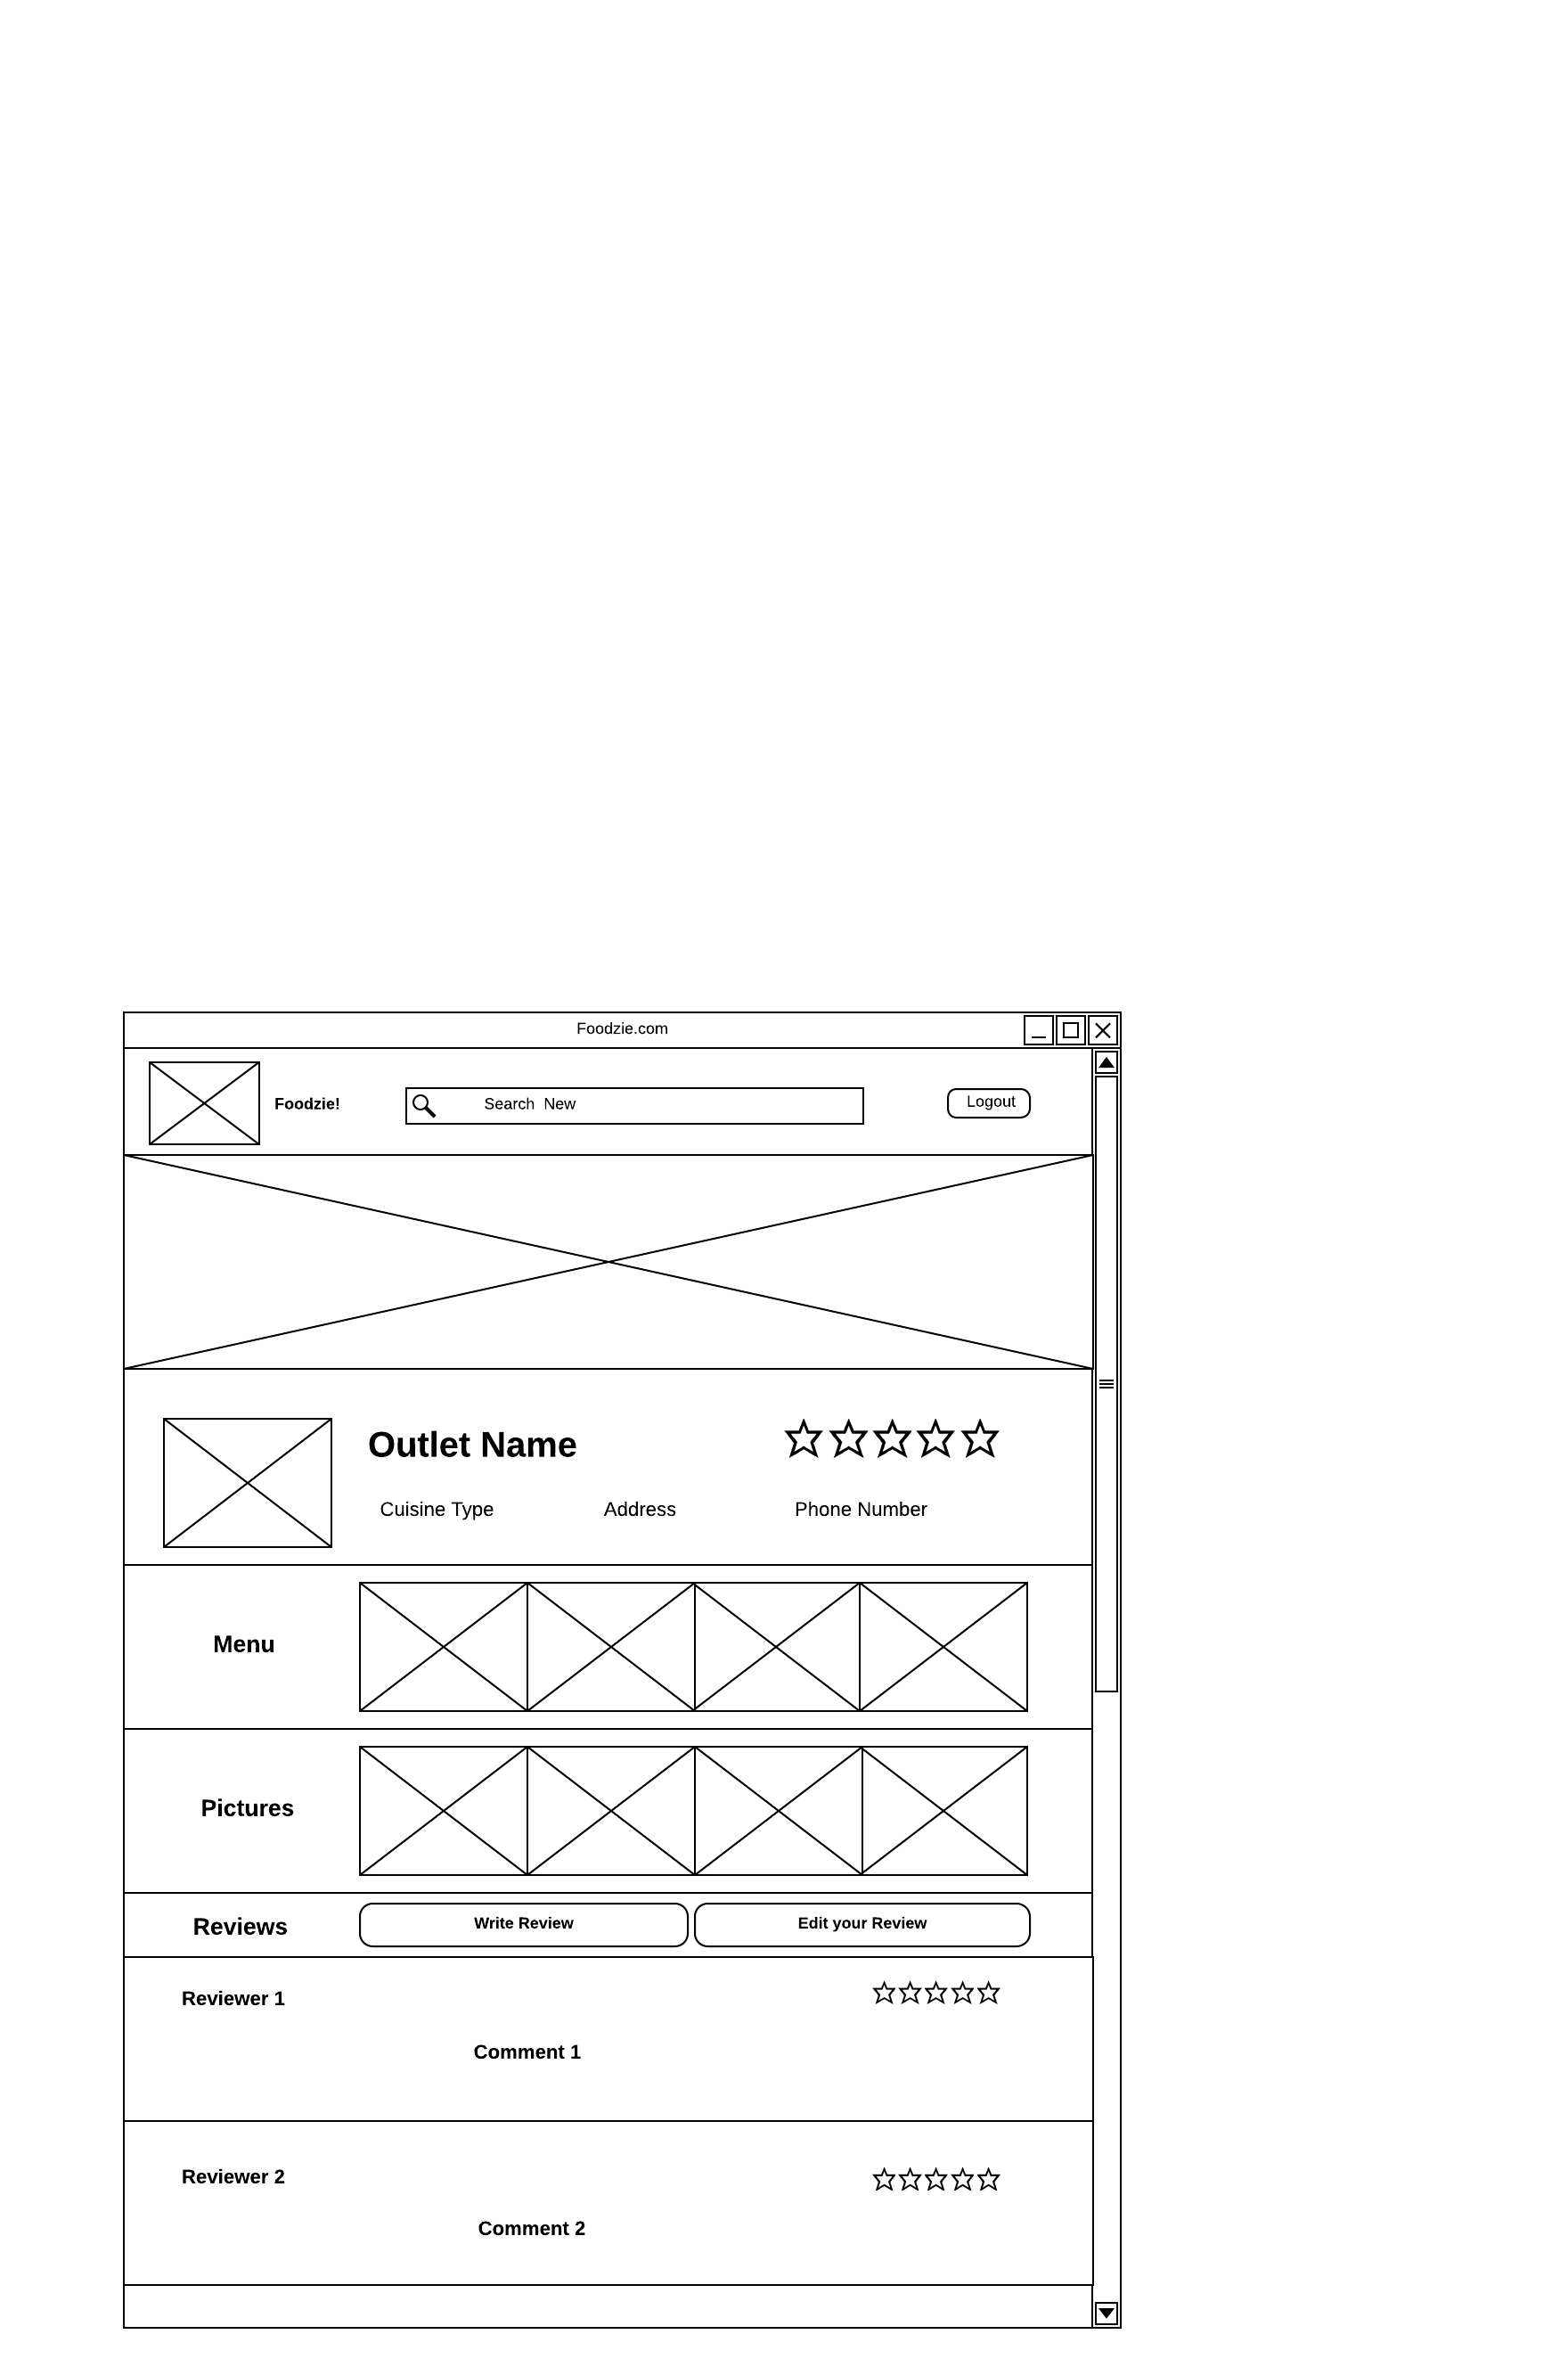 Foodzie.com
Foodzie!
Search  New
Logout
Outlet Name
Cuisine Type
Address
Phone Number
Menu
Pictures
Reviews
Write Review
Edit your Review
Reviewer 1
Comment 1
Reviewer 2
Comment 2